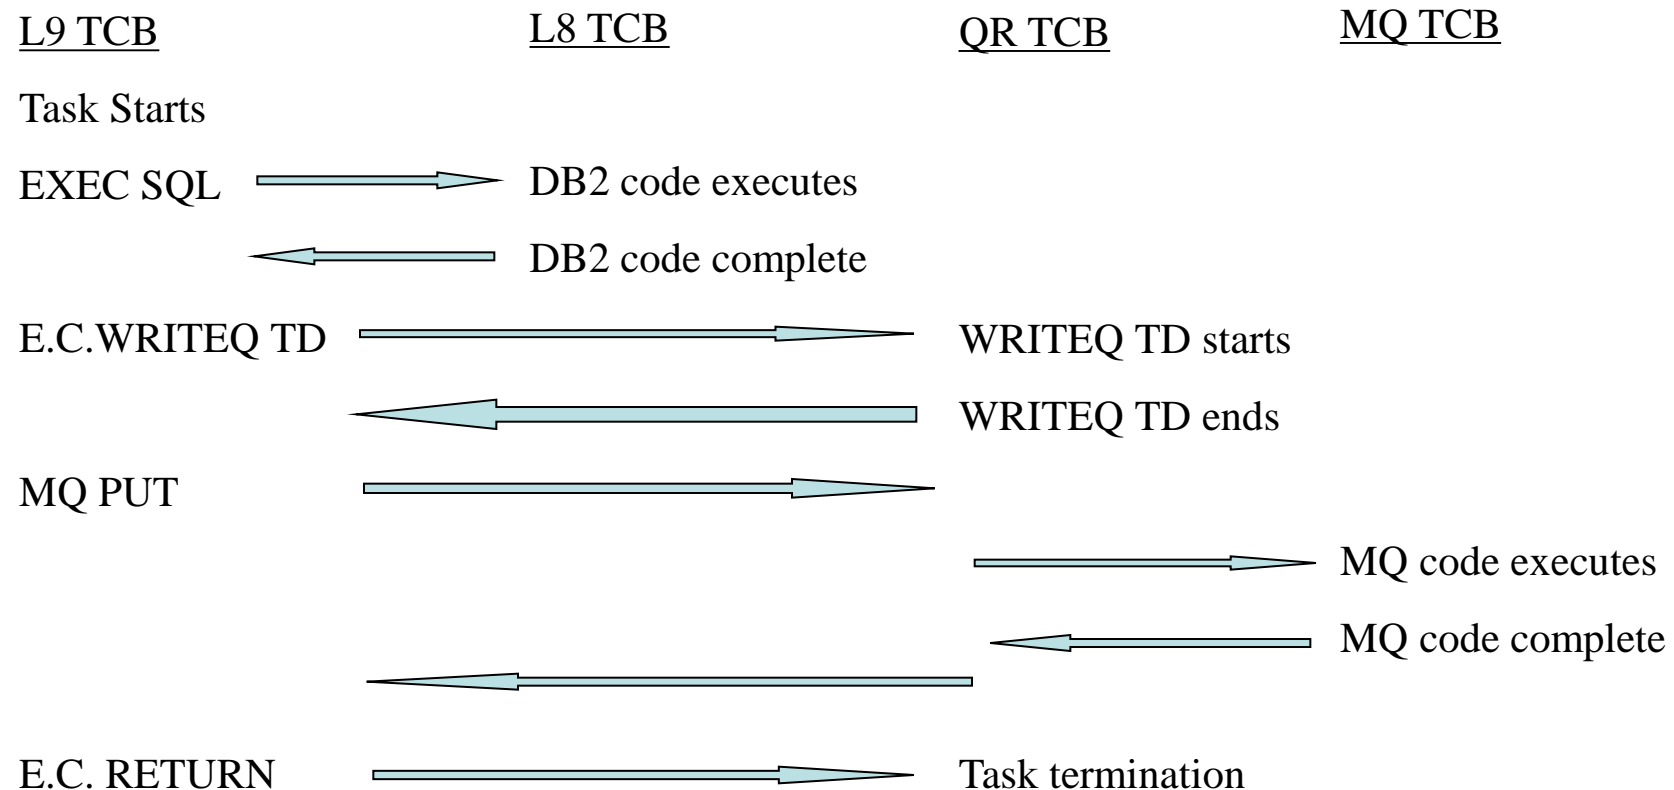 L9 TCB L8 TCB QR TCB MQ TCB
Task Starts
EXEC SQL DB2 code executes
DB2 code complete
E.C.WRITEQ TD WRITEQ TD starts
WRITEQ TD ends
MQ PUT
MQ code executes
MQ code complete
E.C. RETURN Task termination